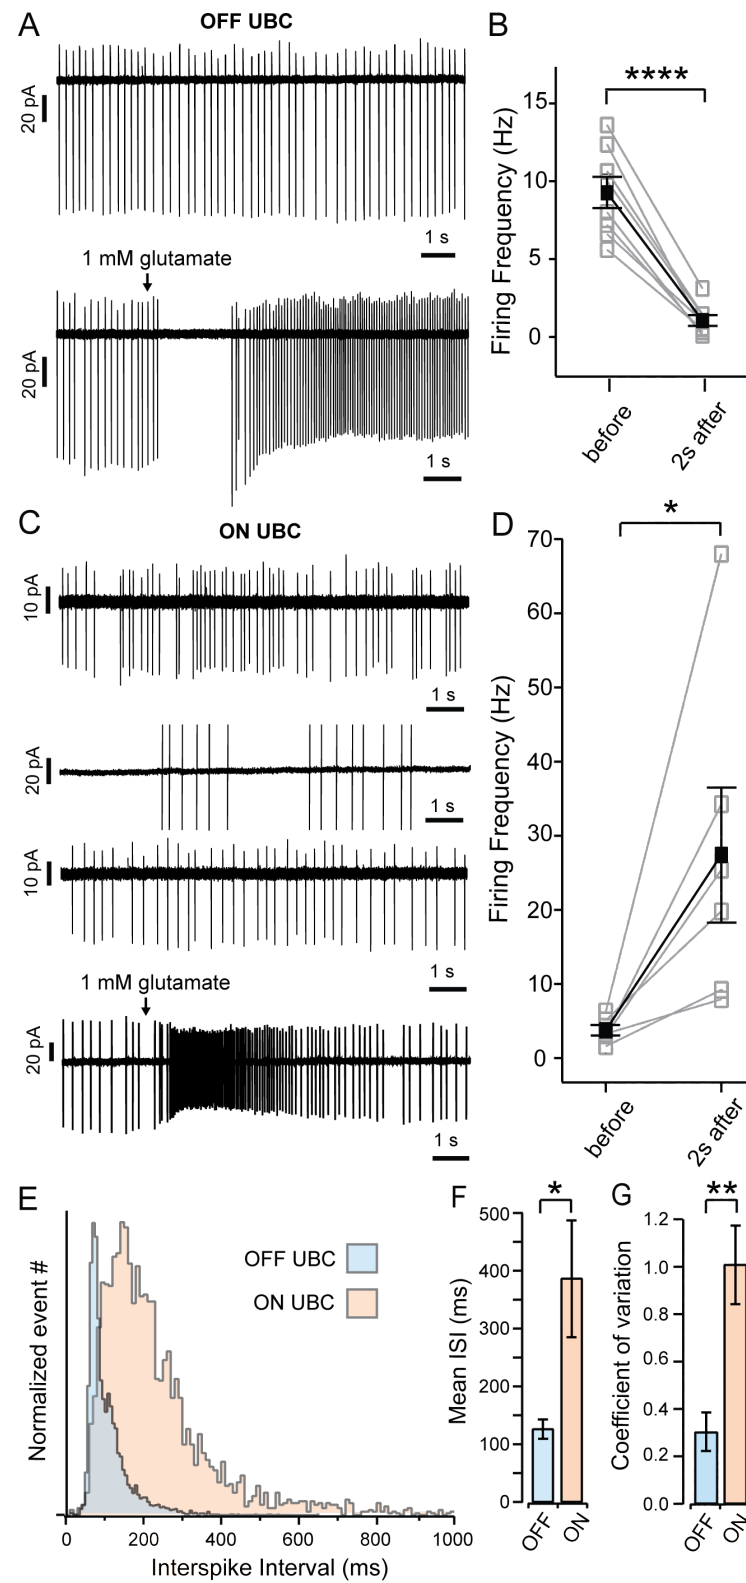 A
OFF UBC
20 pA
1 s
1 mM glutamate
20 pA
1 s
B
****
Firing Frequency (Hz)
15
10
5
0
before
2s after
C
ON UBC
10 pA
1 s
20 pA
1 s
10 pA
1 s
1 mM glutamate
20 pA
1 s
D
*
Firing Frequency (Hz)
70
60
50
40
30
20
10
0
before
2s after
E
Normalized event #
OFF UBC
ON UBC
0 200 400 600 800 1000
Interspike Interval (ms)
F
*
Mean ISI (ms)
500
400
300
200
100
0
OFF
ON
G
**
Coefficient of variation
1.2
1.0
0.8
0.6
0.4
0.2
0.0
OFF
ON